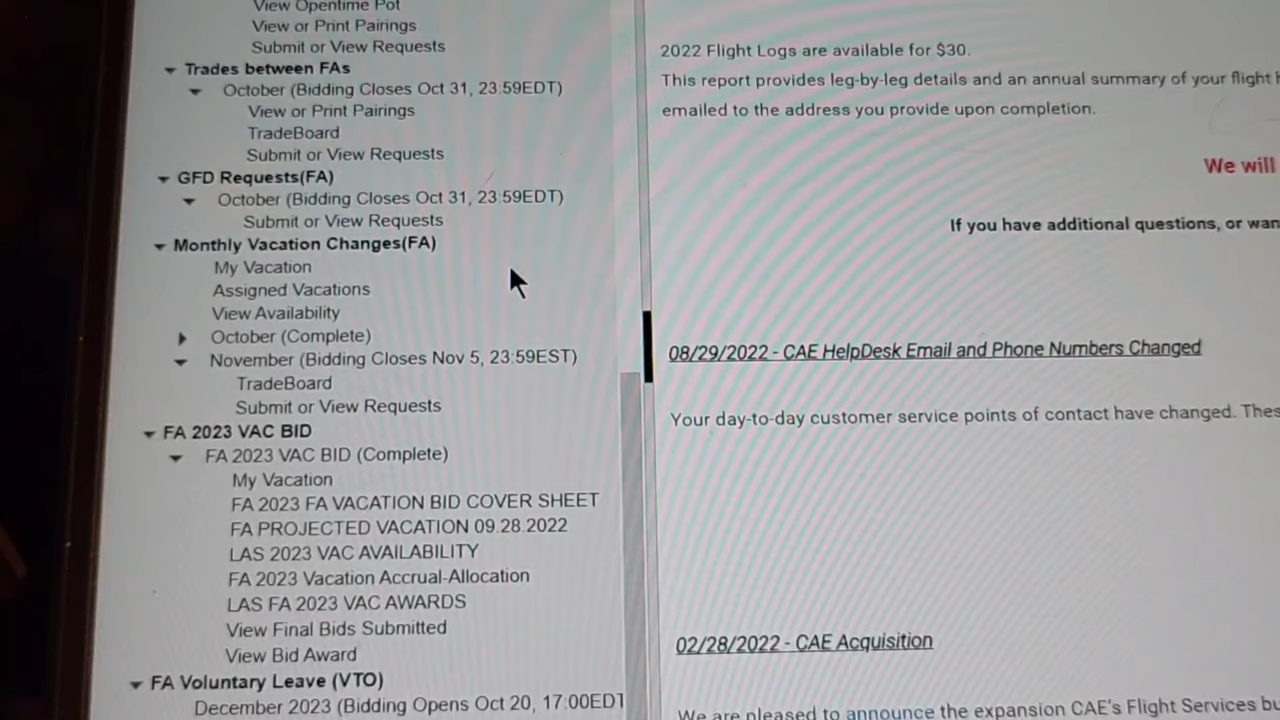 View Opentime Pot
View or Print Pairings
Submit or View Requests
Trades between FAs
October (Bidding Closes Oct 31, 23:59EDT)
View or Print Pairings
TradeBoard
Submit or View Requests
GFD Requests(FA)
October (Bidding Closes Oct 31, 23:59EDT)
Submit or View Requests
Monthly Vacation Changes(FA)
My Vacation
Assigned Vacations
View Availability
October (Complete)
November (Bidding Closes Nov 5, 23:59EST)
TradeBoard
Submit or View Requests
FA 2023 VAC BID
FA 2023 VAC BID (Complete)
My Vacation
FA 2023 FA VACATION BID COVER SHEET
FA PROJECTED VACATION 09.28.2022
LAS 2023 VAC AVAILABILITY
FA 2023 Vacation Accrual-Allocation
LAS FA 2023 VAC AWARDS
View Final Bids Submitted
View Bid Award
FA Voluntary Leave (VTO)
December 2023 (Bidding Opens Oct 20, 17:00EDT
2022 Flight Logs are available for $30.
This report provides leg-by-leg details and an annual summary of your flight
emailed to the address you provide upon completion.
We will
If you have additional questions, or wan
08/29/2022 - CAE HelpDesk Email and Phone Numbers Changed
Your day-to-day customer service points of contact have changed. Thes
02/28/2022 - CAE Acquisition
We are pleased to announce the expansion CAE's Flight Services bu